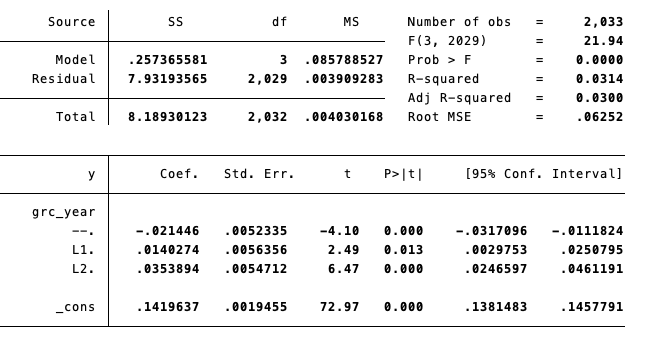 Source SS df MS Number of obs = 2,033
F(3, 2029) = 21.94
Model .257365581 3 .085788527 Prob > F = 0.0000
Residual 7.93193565 2,029 .003909283 R-squared = 0.0314
Adj R-squared = 0.0300
Total 8.18930123 2,032 .004030168 Root MSE = .06252
y Coef. Std. Err. t P>|t| [95% Conf. Interval]
grc_year
--. -.021446 .0052335 -4.10 0.000 -.0317096 -.0111824
L1. .0140274 .0056356 2.49 0.013 .0029753 .0250795
L2. .0353894 .0054712 6.47 0.000 .0246597 .0461191
_cons .1419637 .0019455 72.97 0.000 .1381483 .1457791